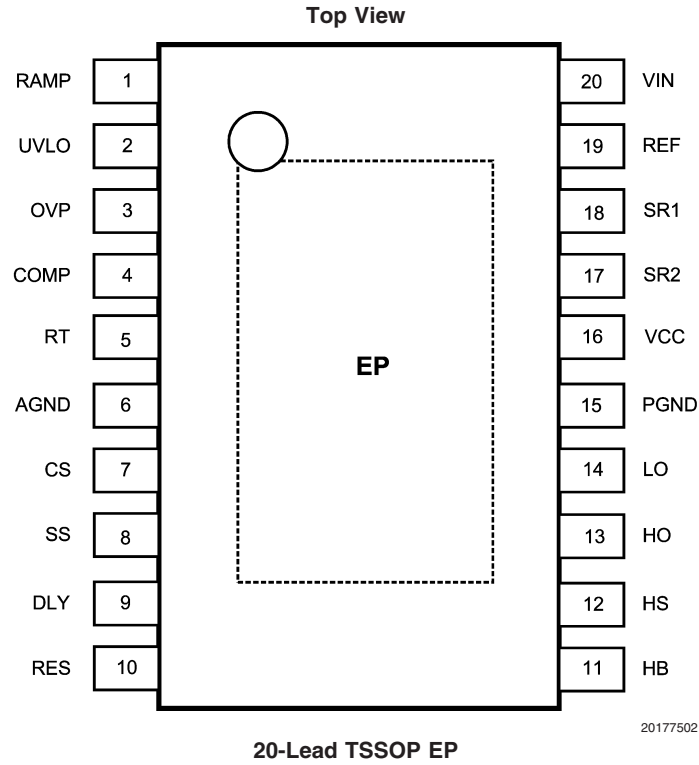 Top View
RAMP 1 20 VIN
UVLO 2 19 REF
OVP 3 18 SR1
COMP 4 17 SR2
RT 5 16 VCC
EP
AGND 6 15 PGND
CS 7 14 LO
SS 8 13 HO
DLY 9 12 HS
RES 10 11 HB
20177502
20-Lead TSSOP EP